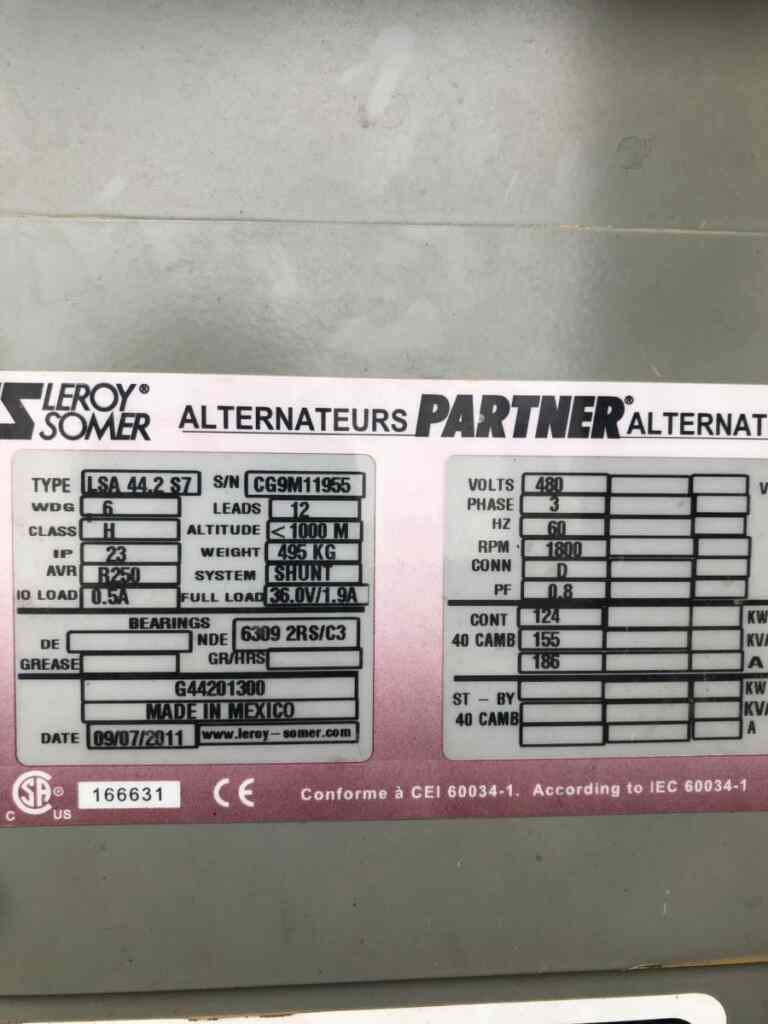 LEROY®
SOMER
ALTERNATEURS PARTNER® ALTERNAT
TYPE LSA 44.2 S7 S/N CG9M11955
WDG 6 LEADS 12
CLASS H ALTITUDE < 1000 M
IP 23 WEIGHT 495 KG
AVR R250 SYSTEM SHUNT
IO LOAD 0.5A FULL LOAD 36.0V/1.9A
BEARINGS
DE NDE 6309 2RS/C3
GREASE GR/HRS
G44201300
MADE IN MEXICO
DATE 09/07/2011 www.leroy-somer.com
VOLTS 480 V
PHASE 3
HZ 60
RPM 1800
CONN D
PF 0.8
CONT 124 KW
40 CAMB 155 KVA
186 A
ST - BY KW
40 CAMB KVA
A
C SA ® US 166631 CE Conforme à CEI 60034-1. According to IEC 60034-1